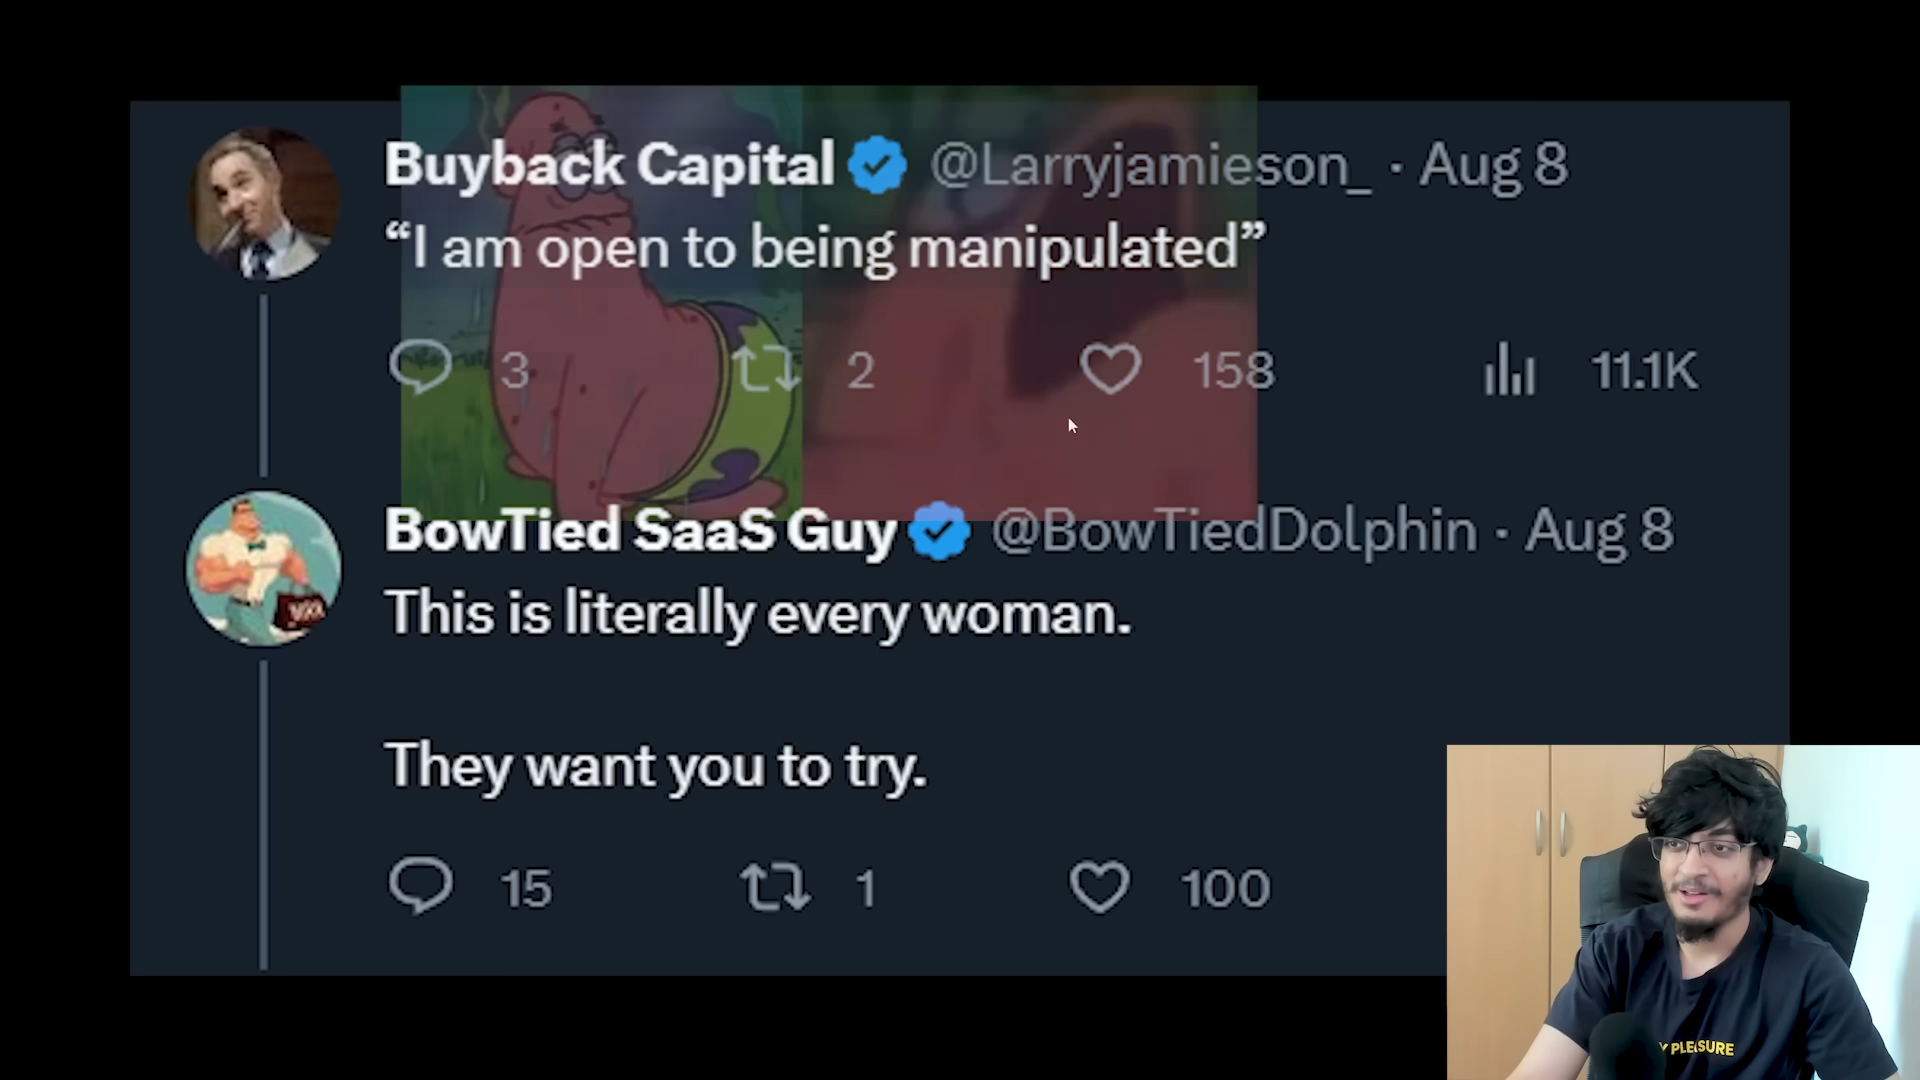 Buyback Capital @Larryjamieson_ · Aug 8
“I am open to being manipulated”
3 2 158 11.1K
BowTied SaaS Guy @BowTiedDolphin · Aug 8
This is literally every woman.
They want you to try.
15 1 100
PLEASURE